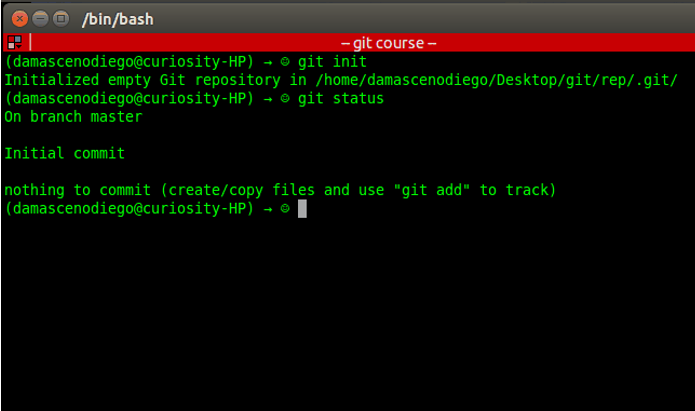 /bin/bash
-- git course --
(damascenodiego@curiosity-HP) → ☺ git init
Initialized empty Git repository in /home/damascenodiego/Desktop/git/rep/.git/
(damascenodiego@curiosity-HP) → ☺ git status
On branch master
Initial commit
nothing to commit (create/copy files and use "git add" to track)
(damascenodiego@curiosity-HP) → ☺